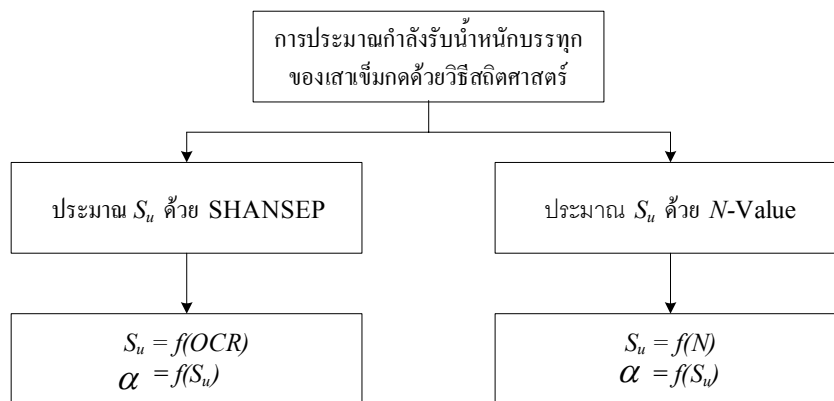 การประมาณกำลังรับน้ำหนักบรรทุก
ของเสาเข็มกดด้วยวิธีสถิตศาสตร์
ประมาณ Su ด้วย SHANSEP
ประมาณ Su ด้วย N-Value
Su = f(OCR)
α = f(Su)
Su = f(N)
α = f(Su)